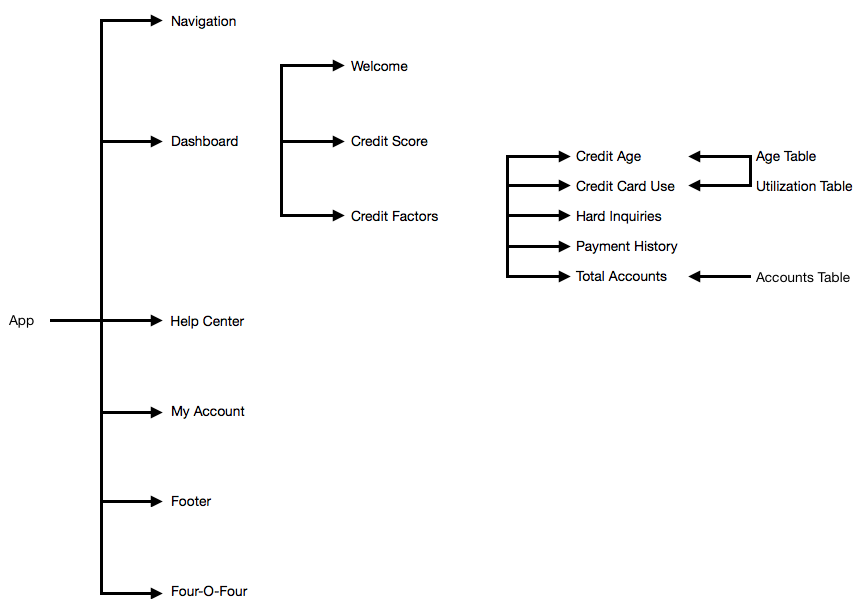 Navigation
Welcome
Dashboard
Credit Score
Credit Age
Age Table
Credit Card Use
Utilization Table
Credit Factors
Hard Inquiries
Payment History
Total Accounts
Accounts Table
App
Help Center
My Account
Footer
Four-O-Four